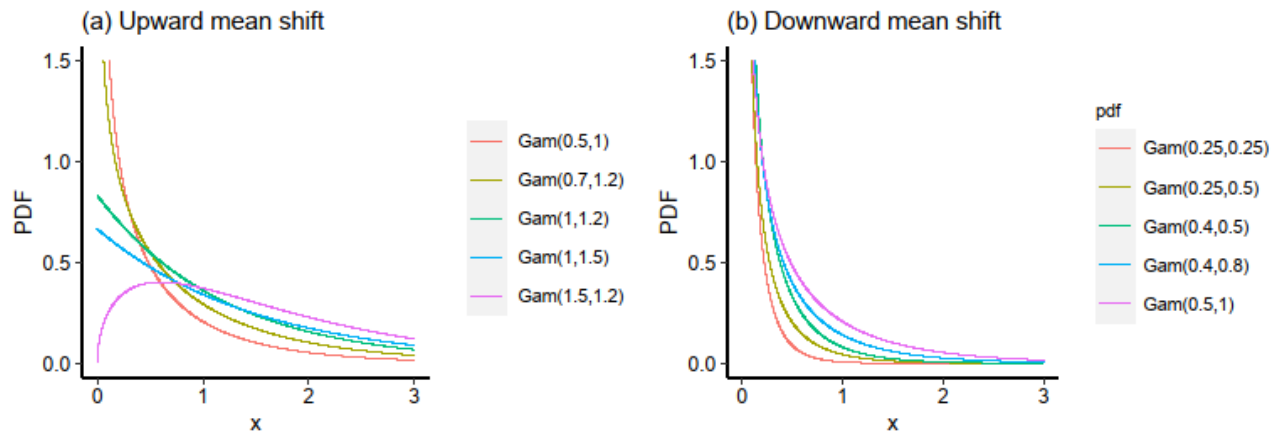 (a) Upward mean shift
1.5
1.0
0.5
0.0
PDF
0 1 2 3
x
Gam(0.5,1)
Gam(0.7,1.2)
Gam(1,1.2)
Gam(1,1.5)
Gam(1.5,1.2)
(b) Downward mean shift
1.5
1.0
0.5
0.0
PDF
0 1 2 3
x
pdf
Gam(0.25,0.25)
Gam(0.25,0.5)
Gam(0.4,0.5)
Gam(0.4,0.8)
Gam(0.5,1)